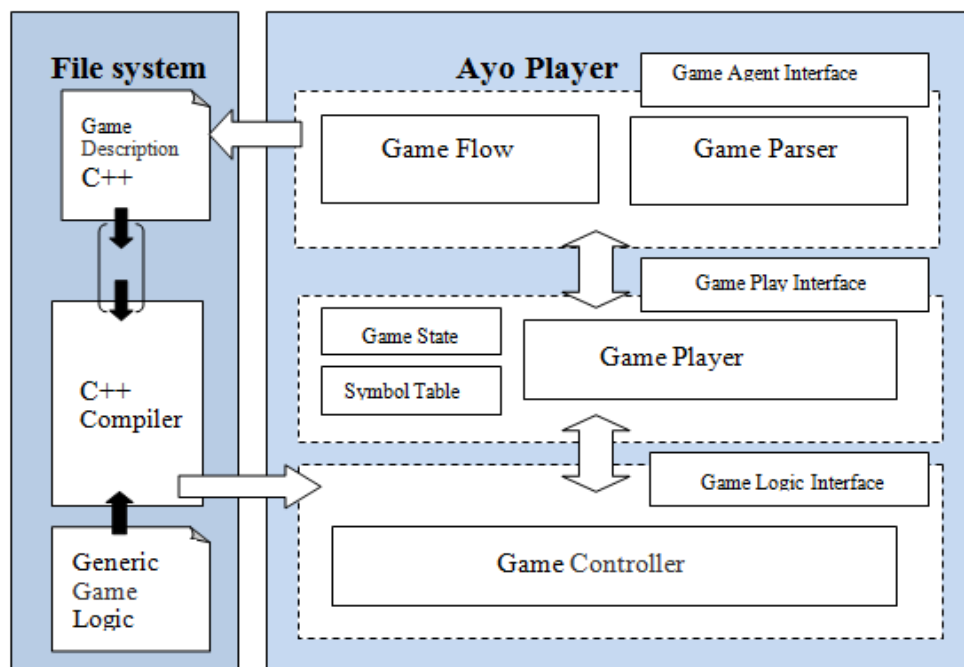 File system
Game
Description
C++
C++
Compiler
Generic
Game
Logic
Ayo Player
Game Agent Interface
Game Flow
Game Parser
Game Play Interface
Game State
Symbol Table
Game Player
Game Logic Interface
Game Controller